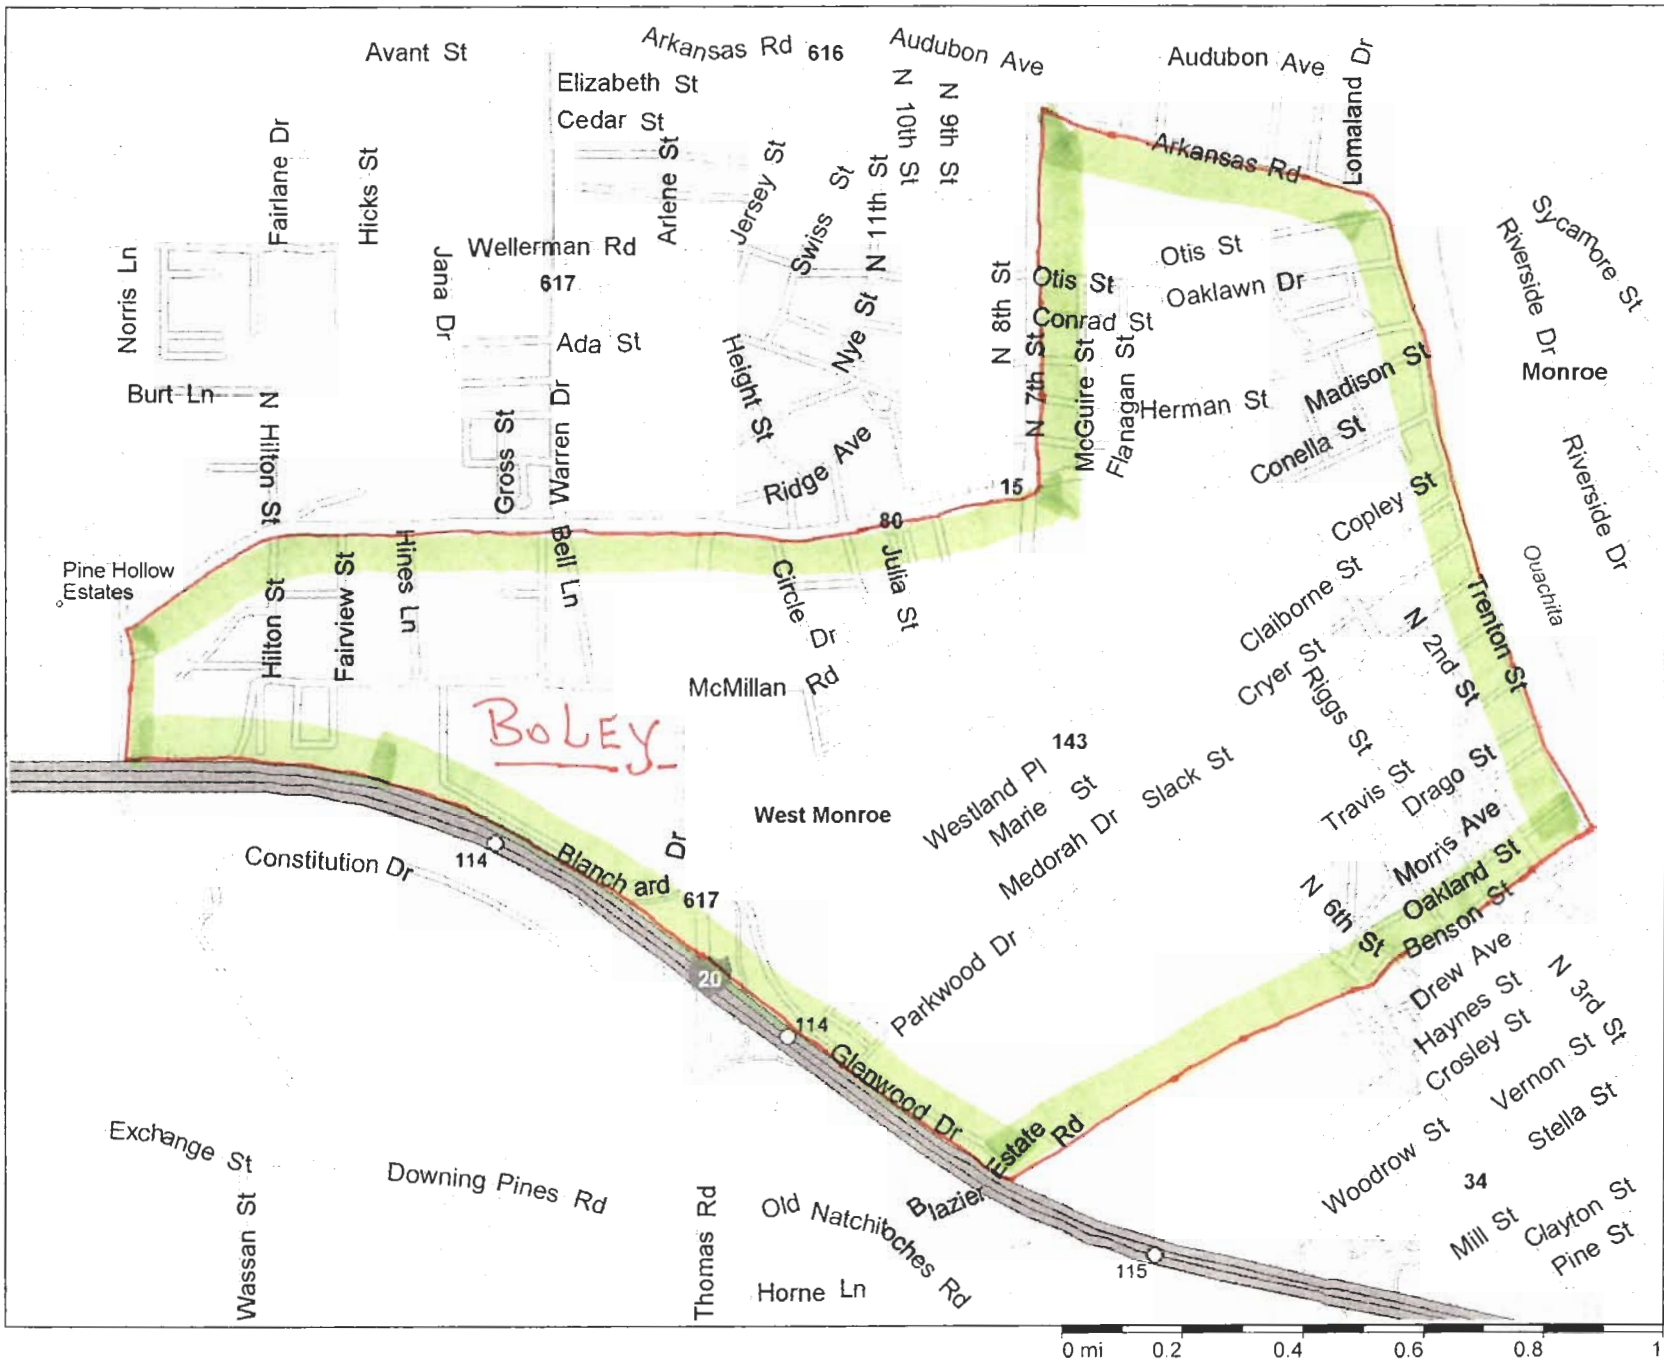 Avant St
Arkansas Rd 616
Audubon Ave
Audubon Ave
Lomaland Dr
Elizabeth St
Cedar St
N 10th St
N 9th St
Fairlane Dr
Hicks St
Arlene St
Jersey St
Swiss St
N 11th St
Arkansas Rd
Sycamore St
Riverside Dr
Norris Ln
Jana Dr
Wellerman Rd
617
Otis St
Otis St
Oaklawn Dr
N 8th St
Conrad St
Nye St
Ada St
Height St
N 7th St
McGuire St
Flanagan St
Madison St
Monroe
Burt Ln
N Hilton St
Gross St
Warren Dr
Herman St
Conella St
Ridge Ave
15
80
Copley St
Riverside Dr
Pine Hollow
Estates
Hilton St
Fairview St
Hines Ln
Bell Ln
Circle Dr
Julia St
Claiborne St
Ouachita
Trenton St
N 2nd St
Cryer St
Riggs St
McMillan Rd
BOLEY
143
West Monroe
Westland Pl
Marie St
Medorah Dr
Slack St
Travis St
Drago St
Morris Ave
Constitution Dr
114
Blanch ard
Dr
617
N 6th St
Oakland St
Benson St
Drew Ave
Haynes St
Crosley St
N 3rd St
20
Parkwood Dr
114
Glenwood Dr
Vernon St
Stella St
Exchange St
Wassan St
Downing Pines Rd
Thomas Rd
Old Natchitoches Rd
Blazier
Estate Rd
Horne Ln
115
Woodrow St
34
Mill St
Clayton St
Pine St
0 mi 0.2 0.4 0.6 0.8 1